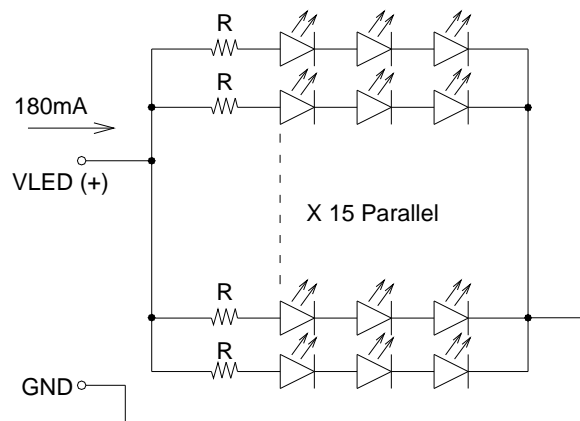 R
R
180mA
VLED (+)
X 15 Parallel
R
R
GND